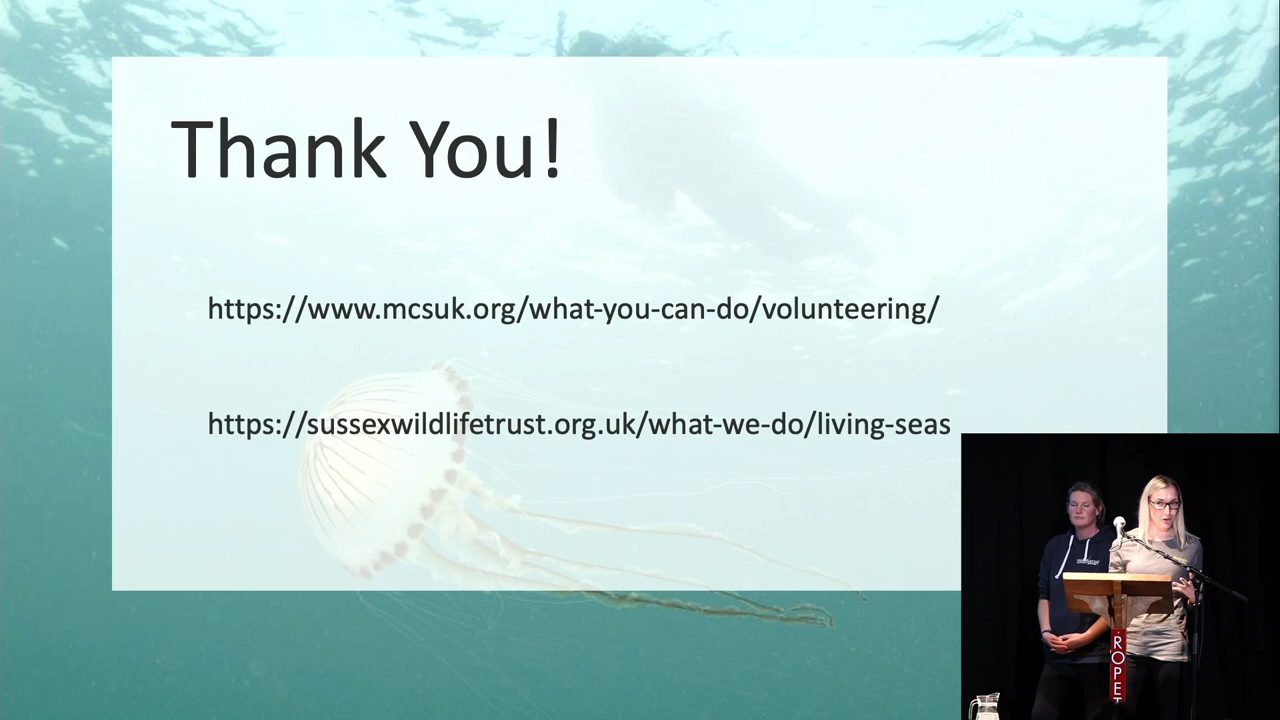 Thank You!
https://www.mcsuk.org/what-you-can-do/volunteering/
https://sussexwildlifetrust.org.uk/what-we-do/living-seas
ROPET